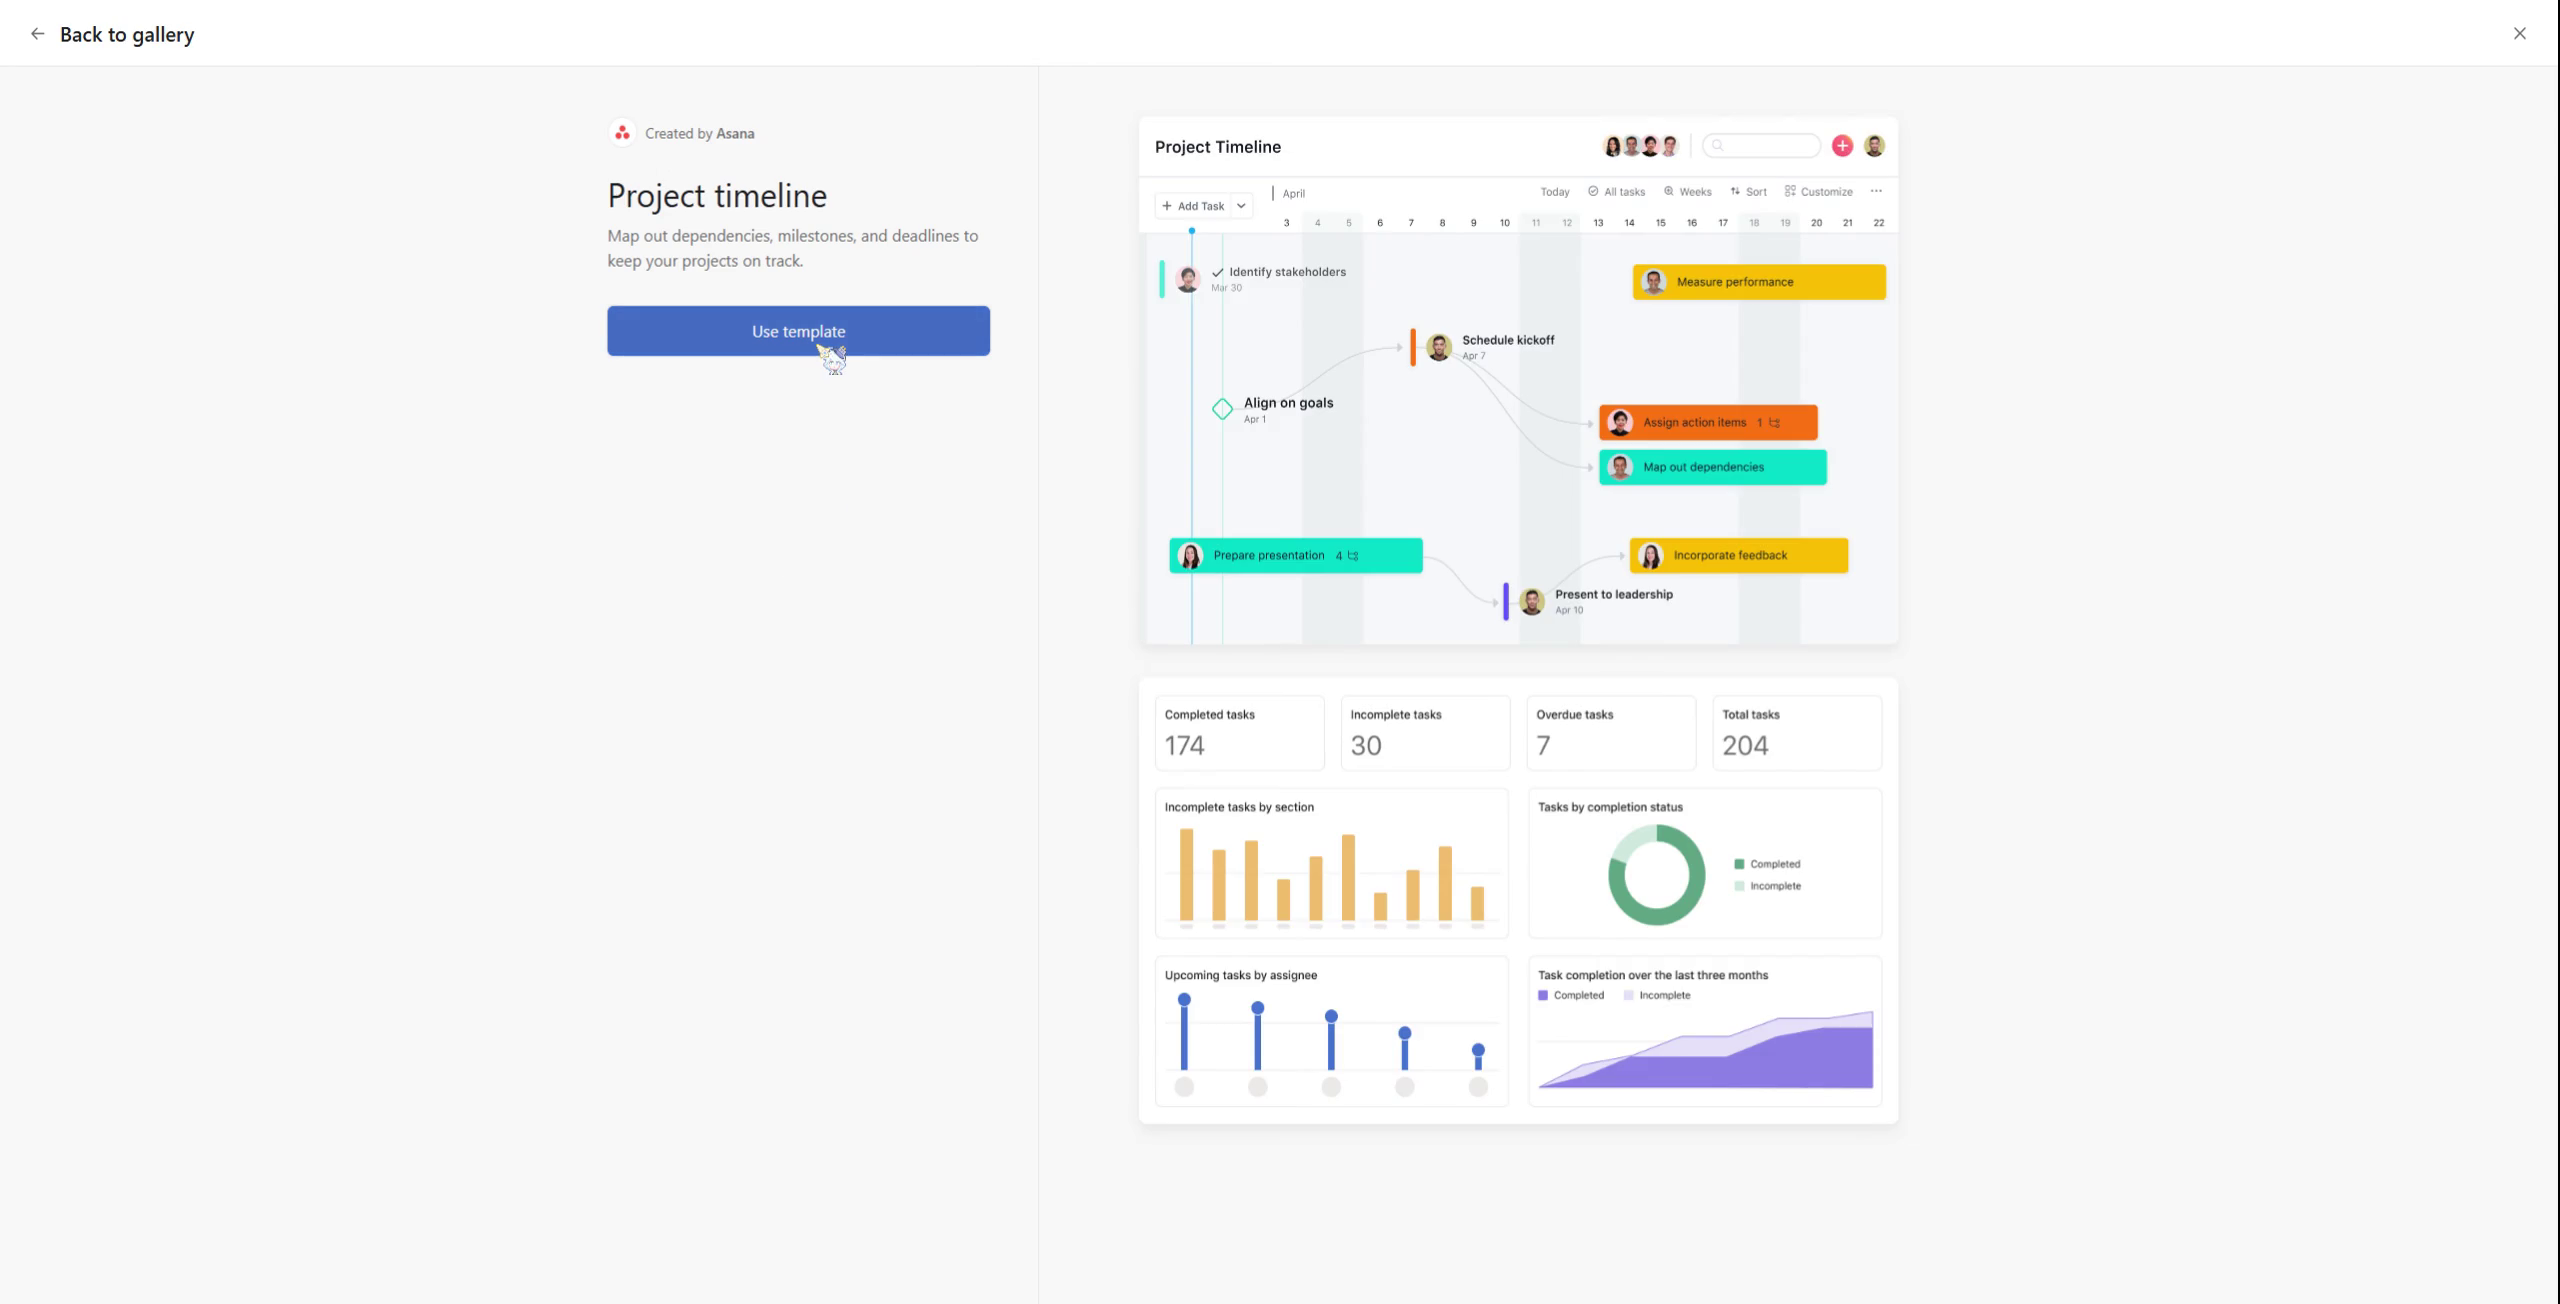 Back to gallery
Created by Asana
Project timeline
Map out dependencies, milestones, and deadlines to
keep your projects on track.
Use template
Project Timeline
Add Task
April
Today
All tasks
Weeks
Sort
Customize
3 4 5 6 7 8 9 10 11 12 13 14 15 16 17 18 19 20 21 22
Identify stakeholders
Mar 30
Measure performance
Schedule kickoff
Apr 7
Align on goals
Apr 1
Assign action items 1
Map out dependencies
Prepare presentation 4
Incorporate feedback
Present to leadership
Apr 10
Completed tasks
174
Incomplete tasks
30
Overdue tasks
7
Total tasks
204
Incomplete tasks by section
Tasks by completion status
Completed
Incomplete
Upcoming tasks by assignee
Task completion over the last three months
Completed
Incomplete